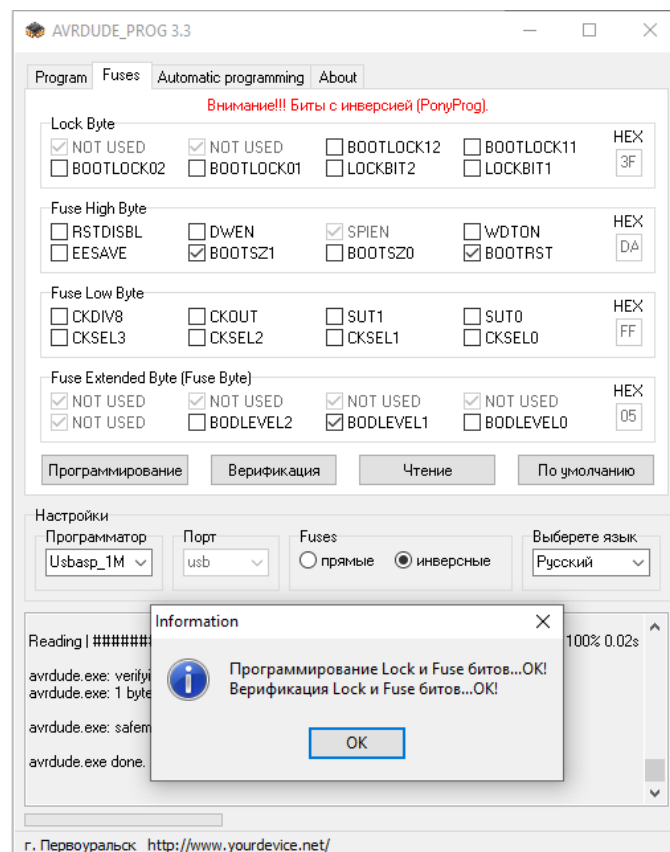 AVRDUDE_PROG 3.3
Program Fuses Automatic programming About
Внимание!!! Биты с инверсией (PonyProg).
Lock Byte
NOT USED NOT USED BOOTLOCK12 BOOTLOCK11 HEX
BOOTLOCK02 BOOTLOCK01 LOCKBIT2 LOCKBIT1 3F
Fuse High Byte
RSTDISBL DWEN SPIEN WDTON HEX
EESAVE BOOTSZ1 BOOTSZ0 BOOTRST DA
Fuse Low Byte
CKDIV8 CKOUT SUT1 SUT0 HEX
CKSEL3 CKSEL2 CKSEL1 CKSEL0 FF
Fuse Extended Byte (Fuse Byte)
NOT USED NOT USED NOT USED NOT USED HEX
NOT USED BODLEVEL2 BODLEVEL1 BODLEVEL0 05
Программирование Верификация Чтение По умолчанию
Настройки
Программатор Порт Fuses Выберете язык
Usbasp_1M usb прямые инверсные Русский
Information
Reading | ####### 100% 0.02s
Программирование Lock и Fuse битов...OK!
avrdude.exe: verifyi
Верификация Lock и Fuse битов...OK!
avrdude.exe: 1 byte
avrdude.exe: safem
OK
avrdude.exe done.
г. Первоуральск http://www.yourdevice.net/